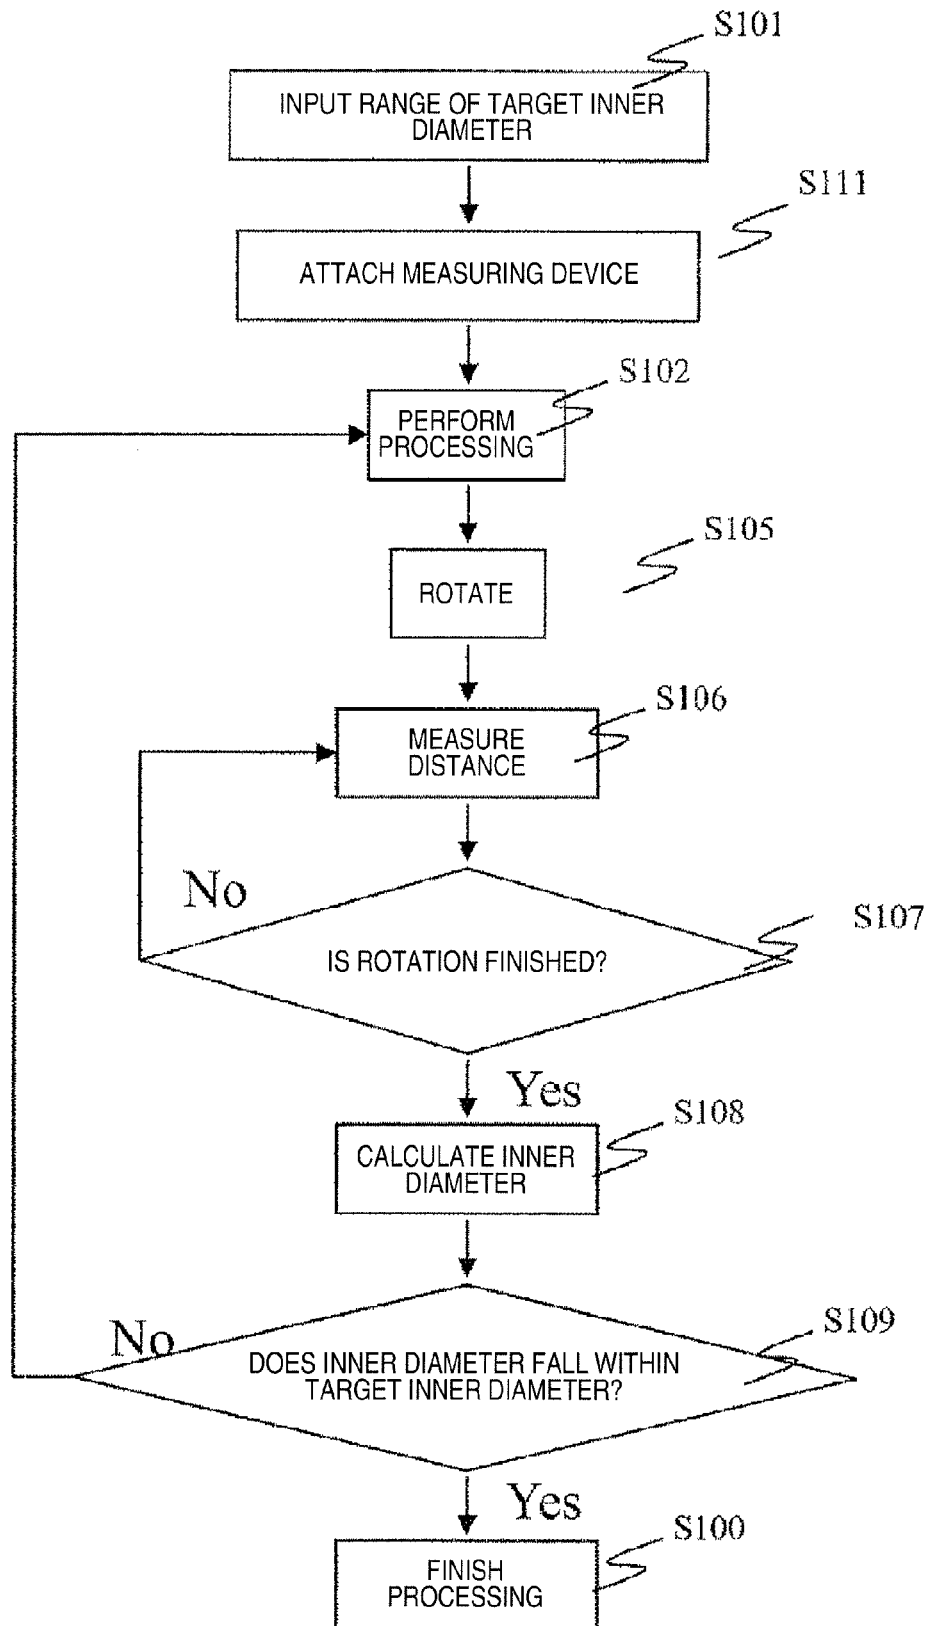 S101
INPUT RANGE OF TARGET INNER
DIAMETER
S111
ATTACH MEASURING DEVICE
S102
PERFORM
PROCESSING
S105
ROTATE
S106
MEASURE
DISTANCE
No
S107
IS ROTATION FINISHED?
Yes
S108
CALCULATE INNER
DIAMETER
No
S109
DOES INNER DIAMETER FALL WITHIN
TARGET INNER DIAMETER?
Yes
S100
FINISH
PROCESSING